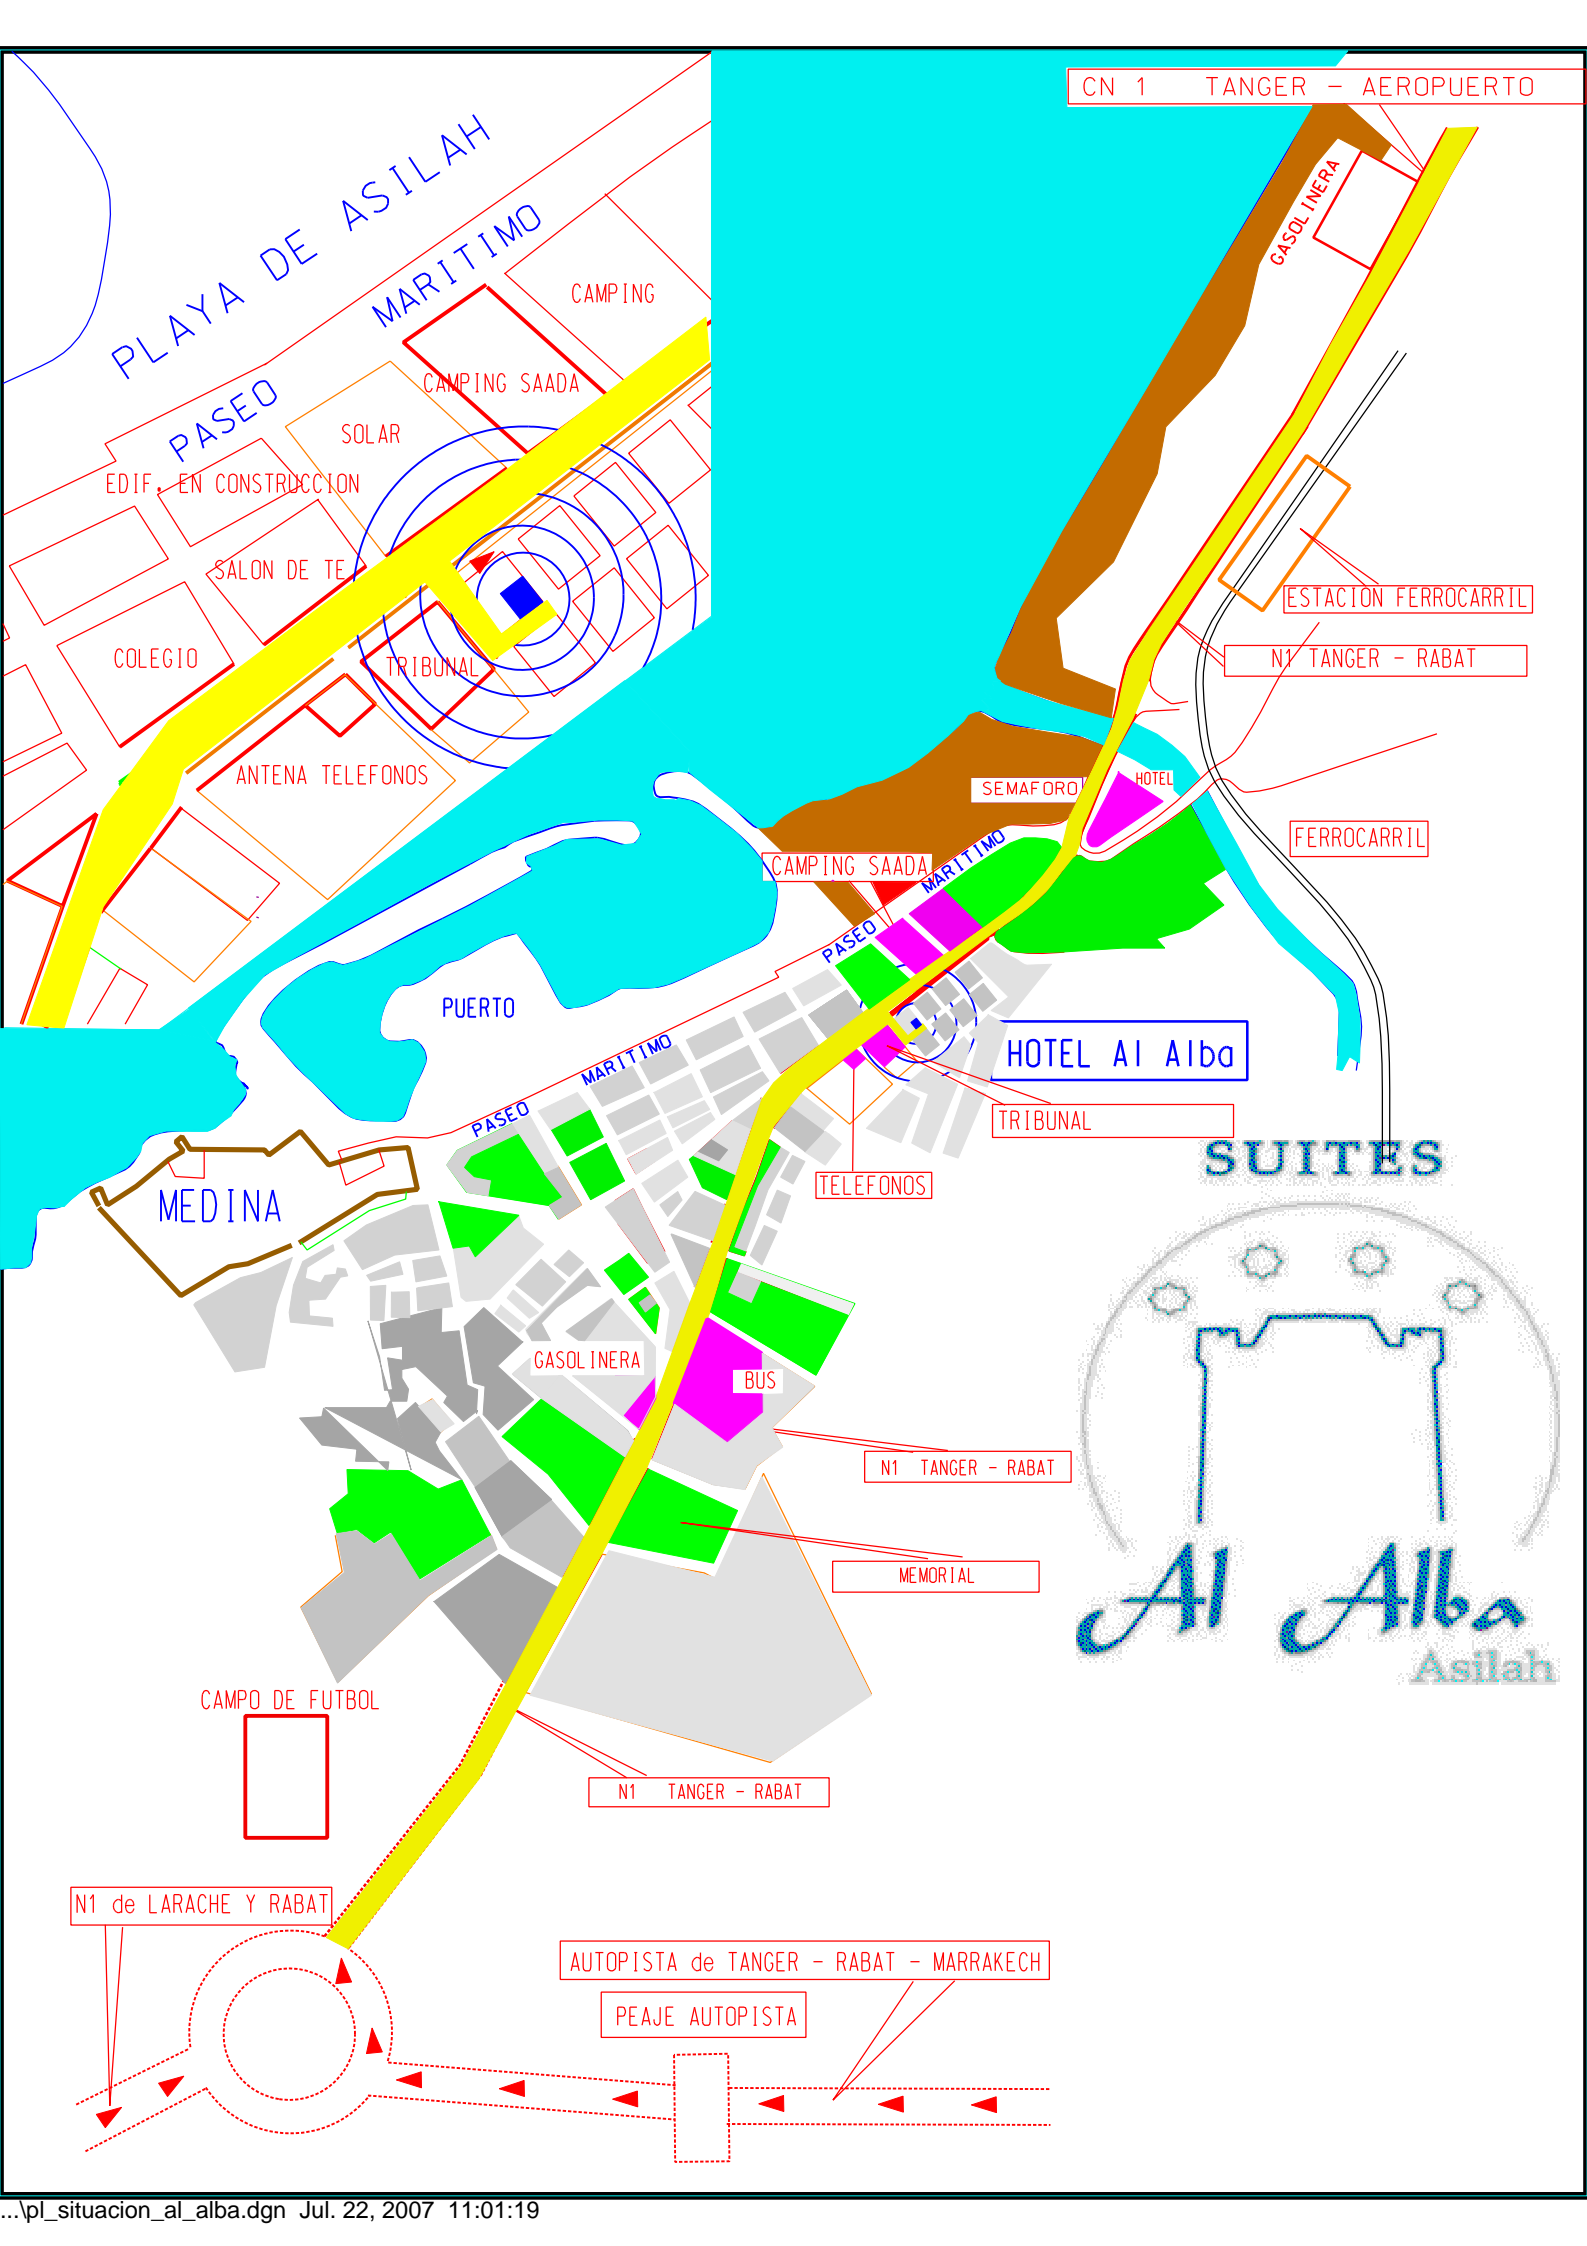 CN 1 TANGER - AEROPUERTO
GASOLINERA
PLAYA DE ASILAH
PASEO MARITIMO
CAMPING
CAMPING SAADA
SOLAR
EDIF. EN CONSTRUCCION
SALON DE TE
COLEGIO
TRIBUNAL
ANTENA TELEFONOS
ESTACION FERROCARRIL
N1 TANGER - RABAT
SEMAFORO
HOTEL
FERROCARRIL
CAMPING SAADA
PASEO MARITIMO
PUERTO
HOTEL Al Alba
PASEO MARITIMO
TRIBUNAL
TELEFONOS
MEDINA
SUITES
Al Alba
Asilah
GASOLINERA
BUS
N1 TANGER - RABAT
MEMORIAL
CAMPO DE FUTBOL
N1 TANGER - RABAT
N1 de LARACHE Y RABAT
AUTOPISTA de TANGER - RABAT - MARRAKECH
PEAJE AUTOPISTA
...\pl_situacion_al_alba.dgn Jul. 22, 2007 11:01:19